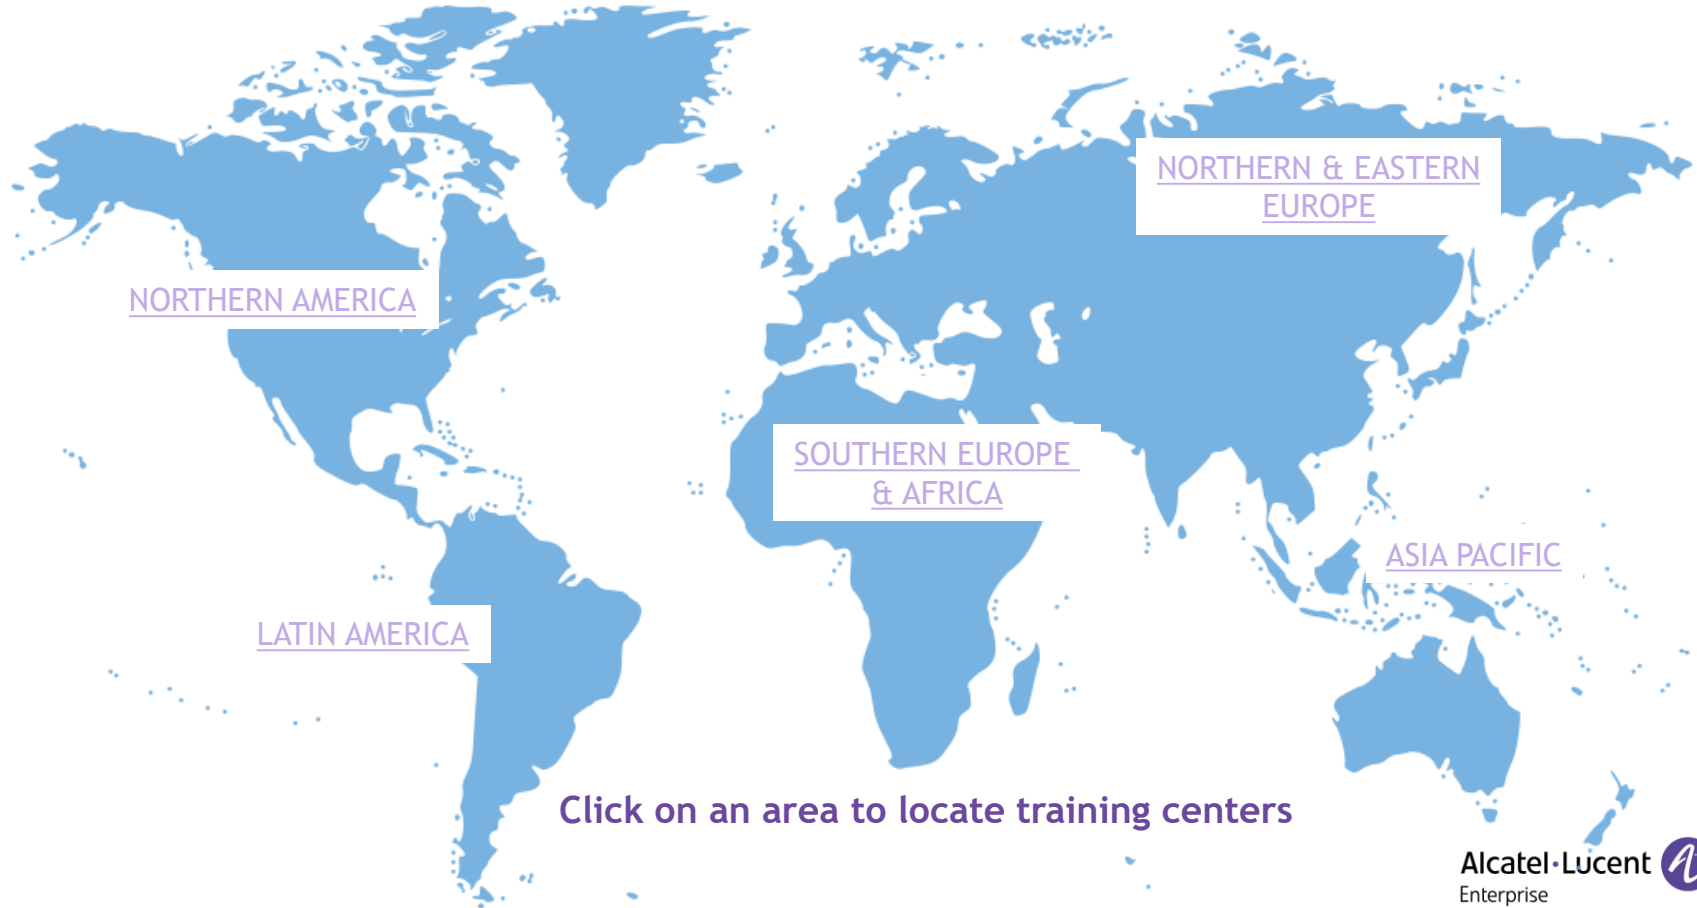 NORTHERN & EASTERN
EUROPE
NORTHERN AMERICA
SOUTHERN EUROPE
& AFRICA
ASIA PACIFIC
LATIN AMERICA
Click on an area to locate training centers
Alcatel·Lucent
Enterprise